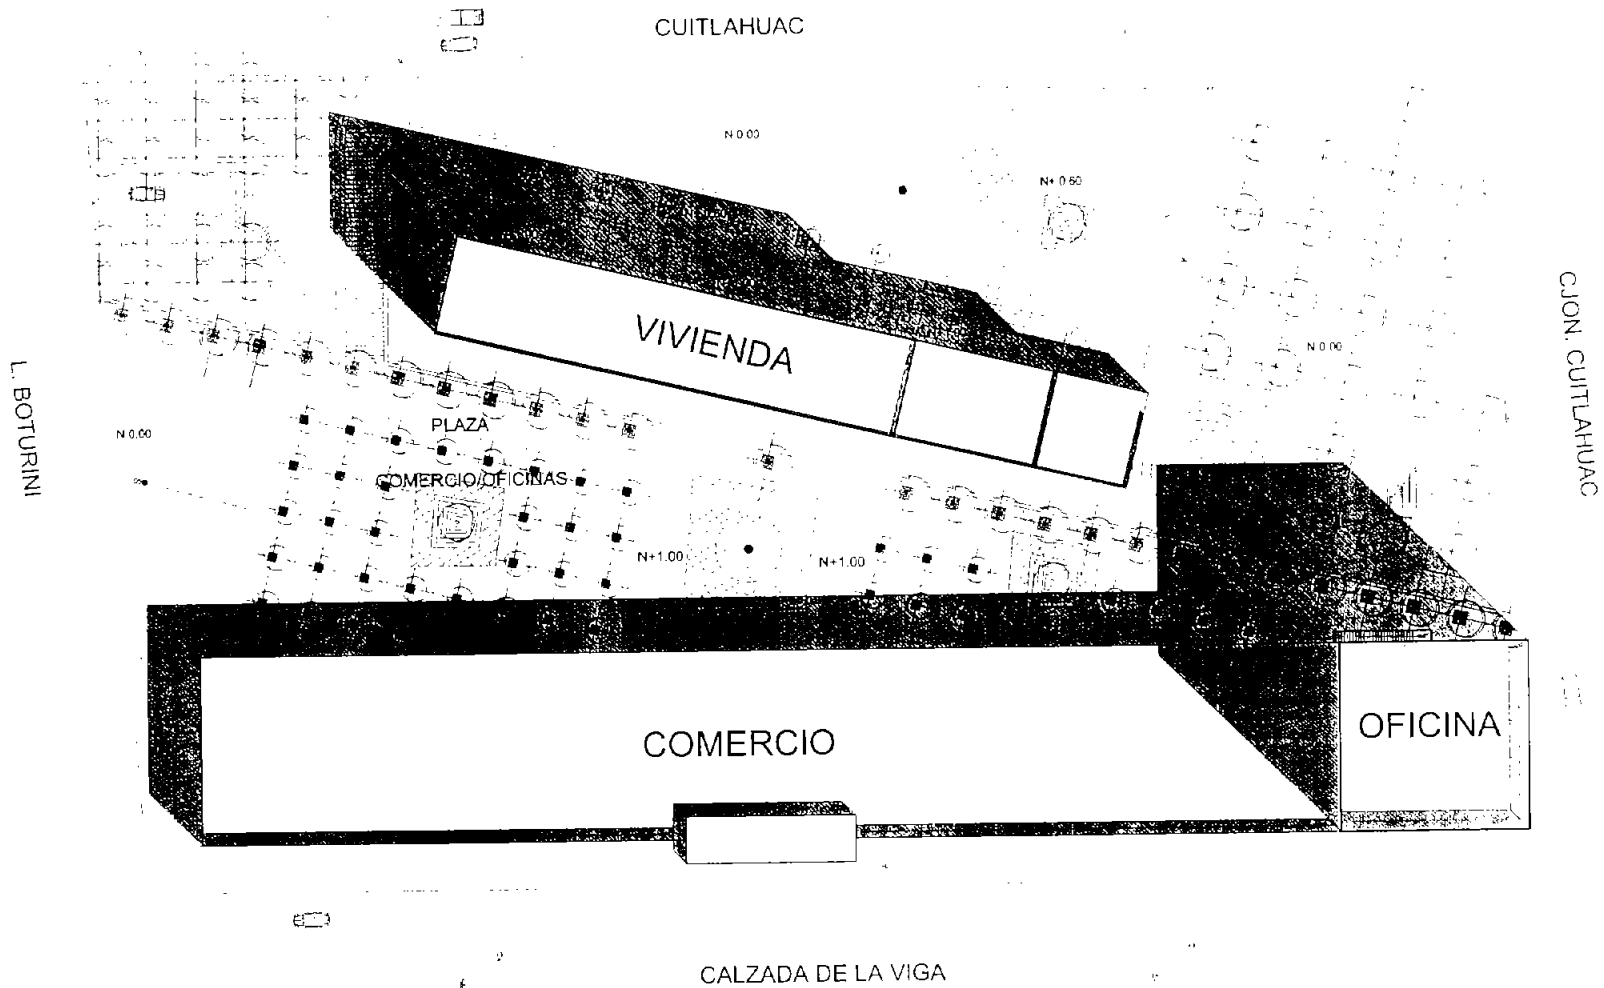 CUITLAHUAC
N 0.00
N+ 0.60
VIVIENDA
N 0.00
CJON. CUITLAHUAC
L. BOTURINI
N 0.00
PLAZA
COMERCIO/OFICINAS
N+1.00
N+1.00
COMERCIO
OFICINA
CALZADA DE LA VIGA